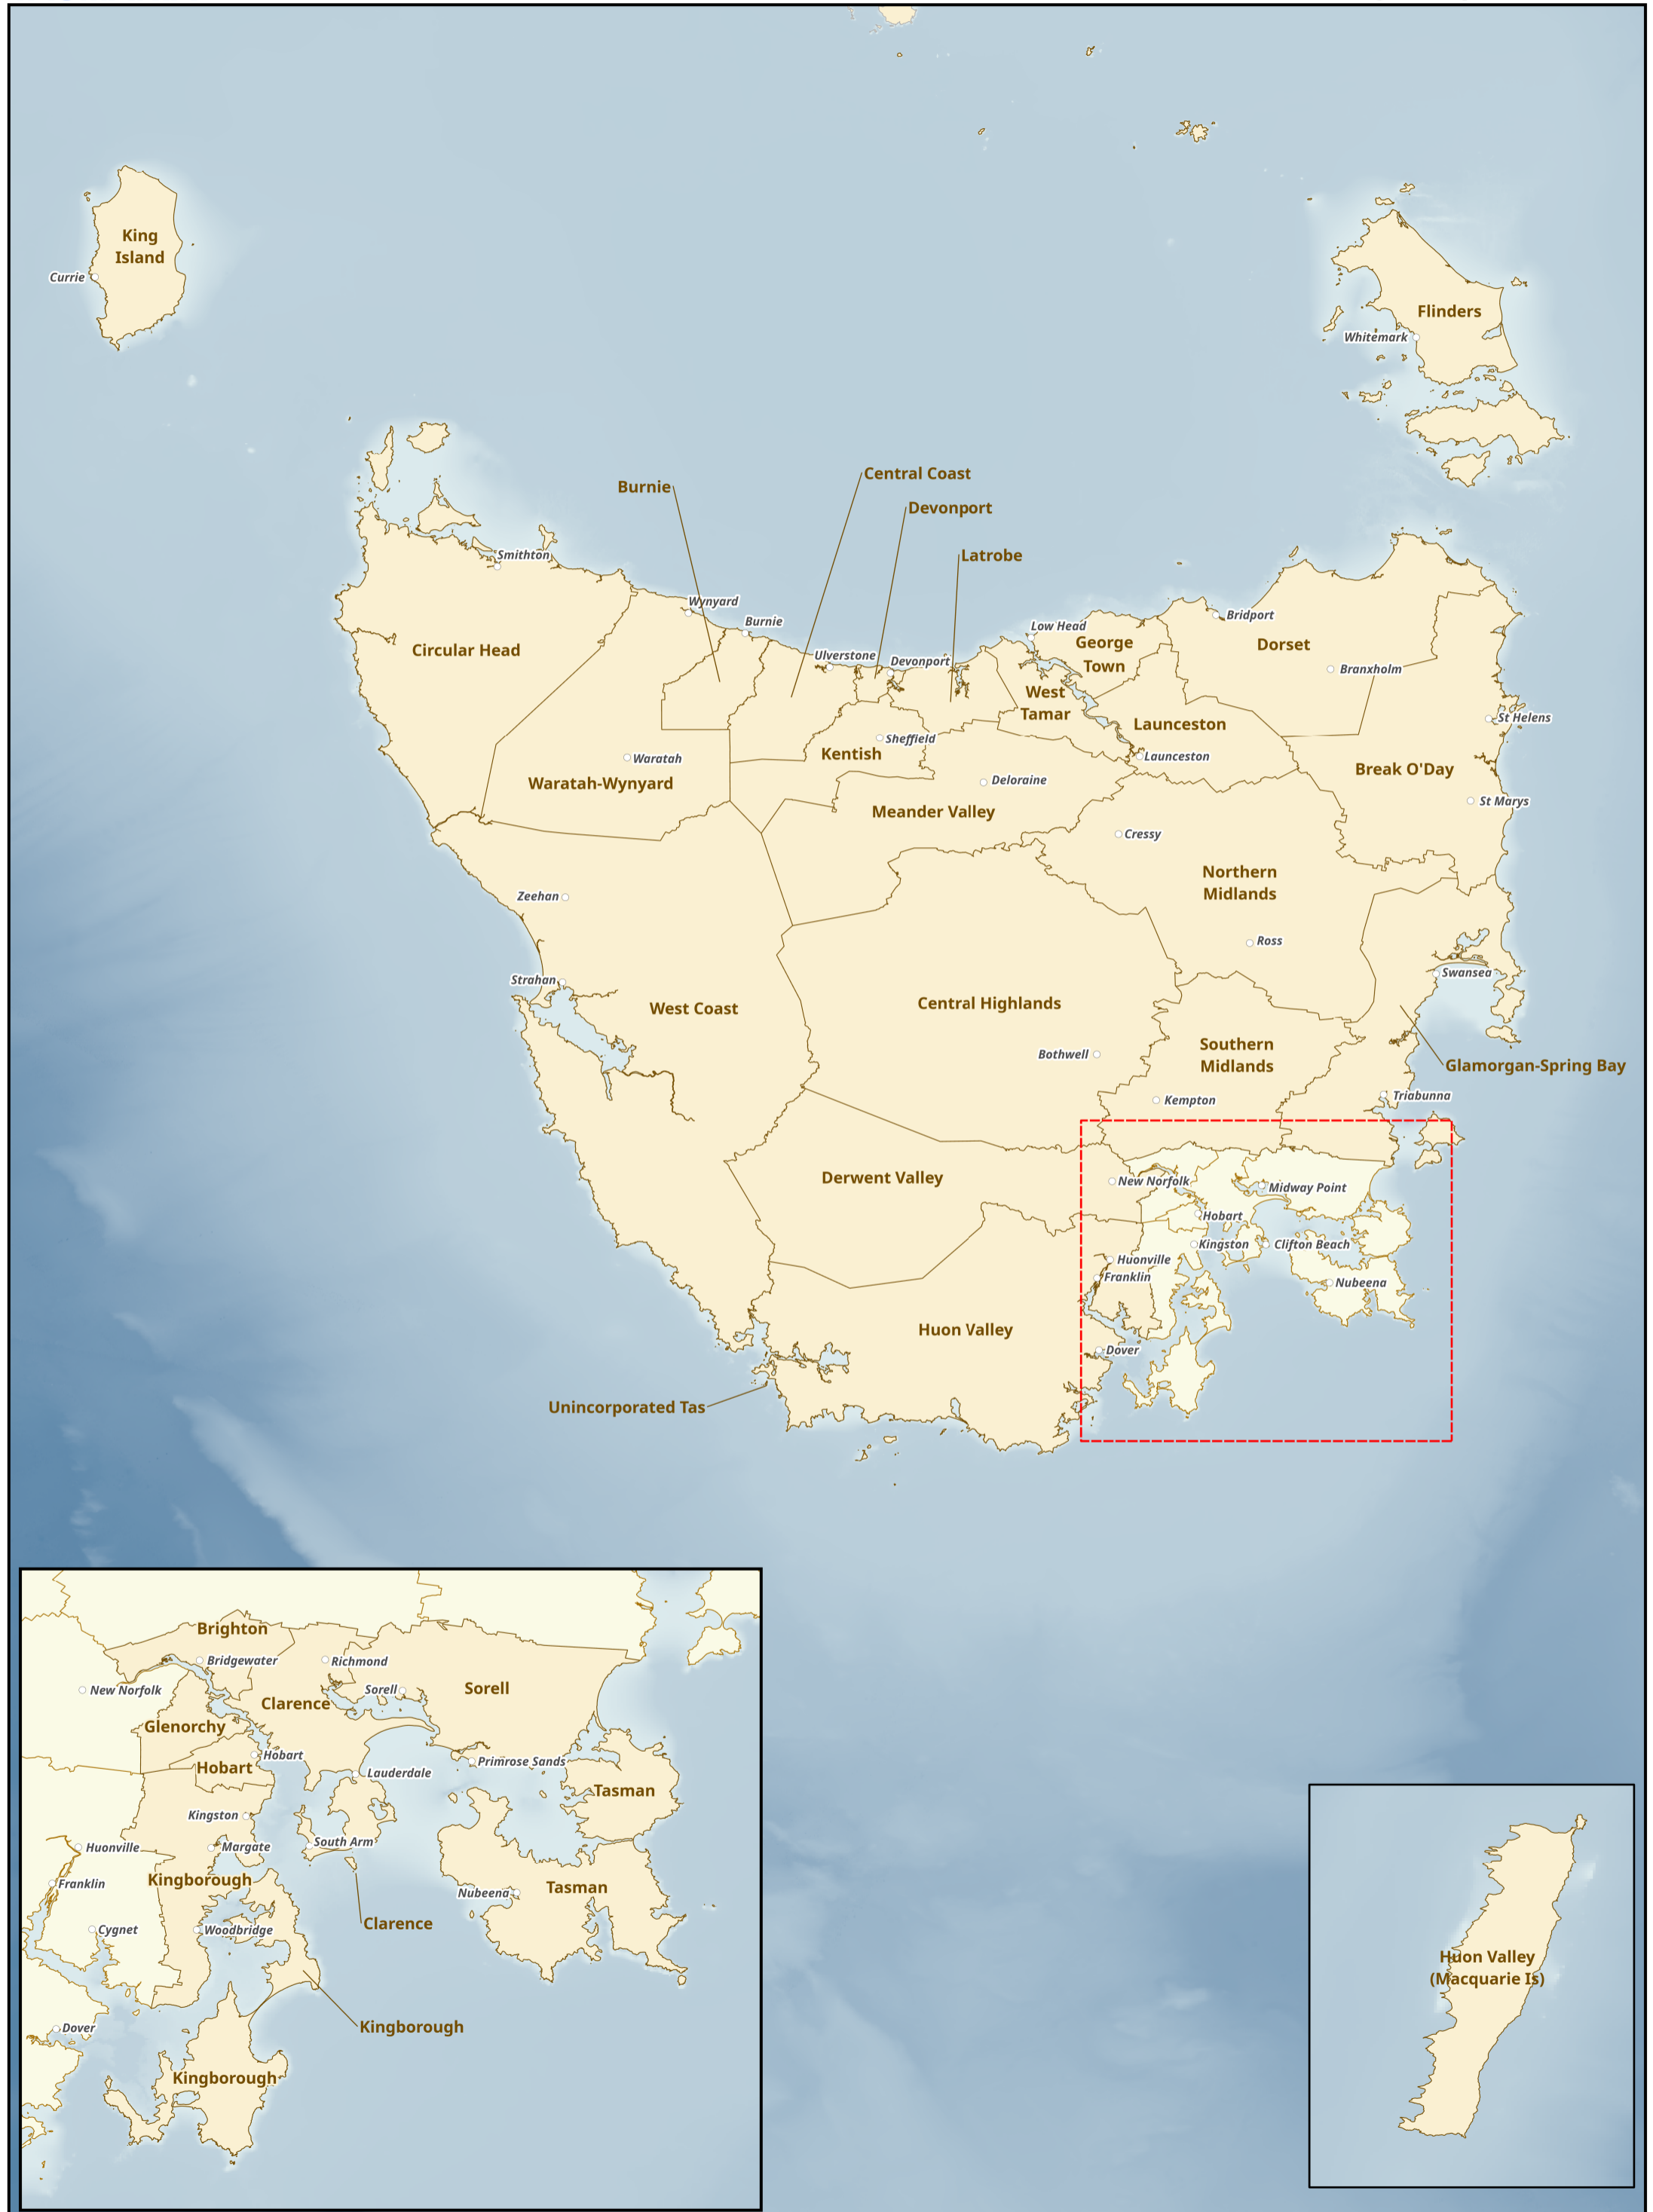 King
Island
Currie
Flinders
Whitemark
Central Coast
Burnie
Devonport
Latrobe
Smithton
Wynyard
Burnie
Low Head
Bridport
George
Town
Circular Head
Dorset
Ulverstone
Devonport
Branxholm
West
Tamar
St Helens
Launceston
Sheffield
Kentish
Waratah
Launceston
Break O'Day
Deloraine
Waratah-Wynyard
St Marys
Meander Valley
Cressy
Northern
Midlands
Zeehan
Ross
Swansea
Strahan
West Coast
Central Highlands
Southern
Midlands
Bothwell
Glamorgan-Spring Bay
Triabunna
Kempton
Derwent Valley
New Norfolk
Midway Point
Hobart
Kingston
Clifton Beach
Huonville
Franklin
Nubeena
Huon Valley
Dover
Unincorporated Tas
Brighton
Bridgewater
Richmond
New Norfolk
Sorell
Sorell
Clarence
Glenorchy
Hobart
Hobart
Primrose Sands
Lauderdale
Tasman
Kingston
South Arm
Huonville
Margate
Kingborough
Franklin
Tasman
Nubeena
Clarence
Cygnet
Woodbridge
Kingborough
Dover
Kingborough
Huon Valley
(Macquarie Is)